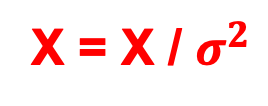 X = X / σ²